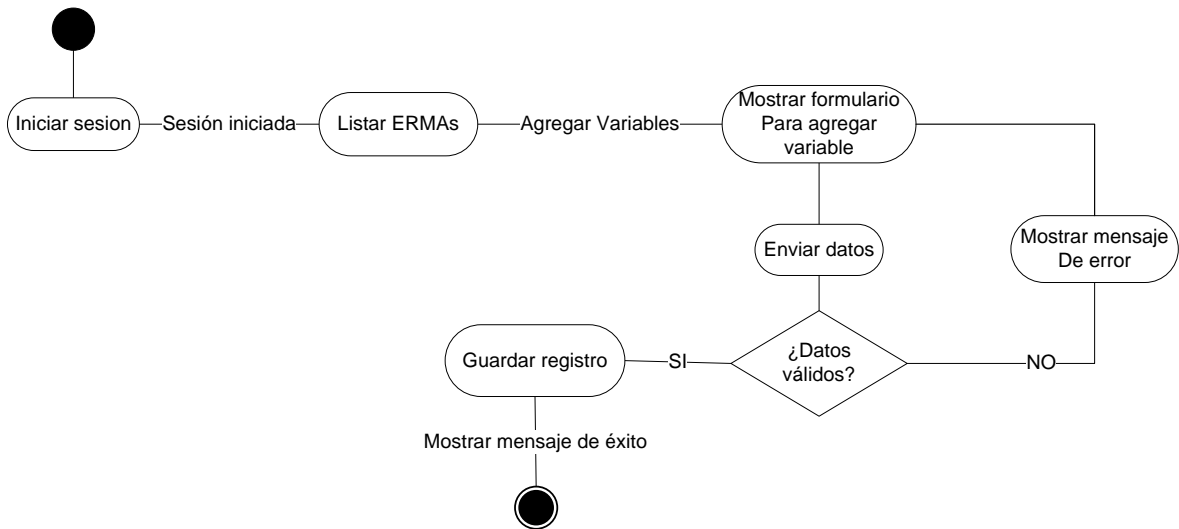 Iniciar sesion
Sesión iniciada
Listar ERMAs
Agregar Variables
Mostrar formulario
Para agregar
variable
Enviar datos
Mostrar mensaje
De error
¿Datos
válidos?
NO
SI
Guardar registro
Mostrar mensaje de éxito